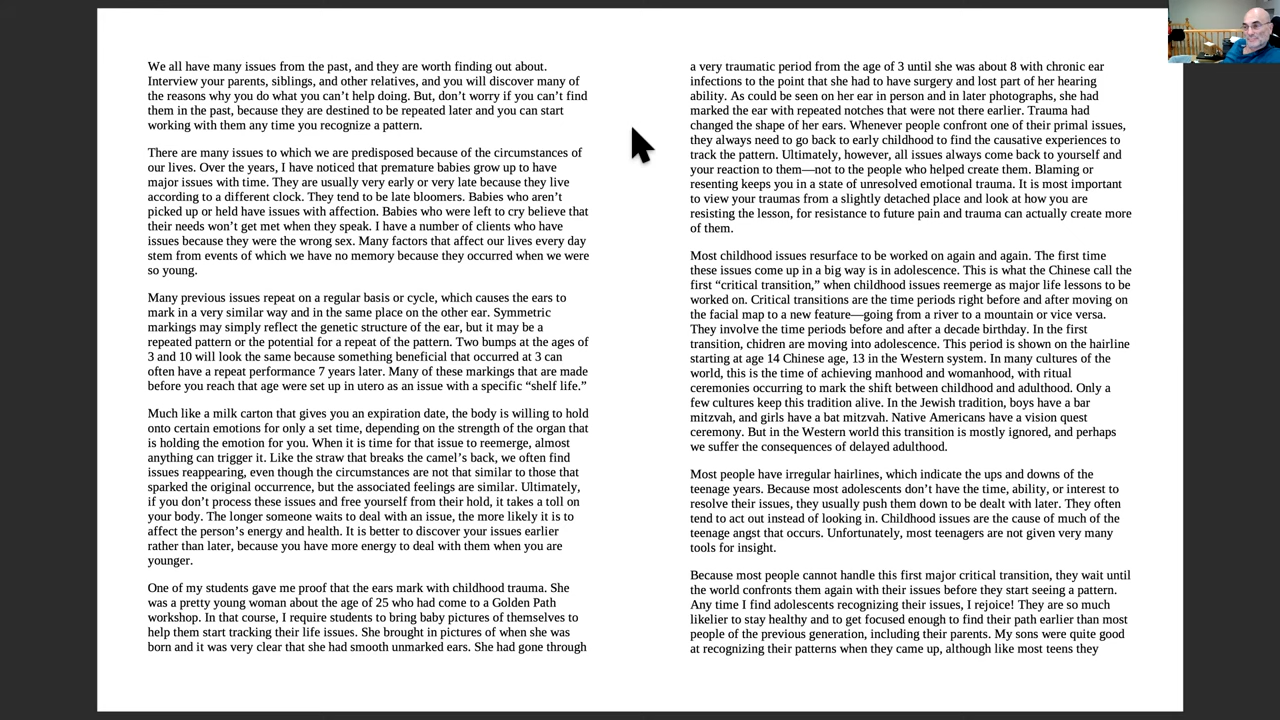 We all have many issues from the past, and they are worth finding out about.
Interview your parents, siblings, and other relatives, and you will discover many of
the reasons why you do what you can’t help doing. But, don’t worry if you can’t find
them in the past, because they are destined to be repeated later and you can start
working with them any time you recognize a pattern.
There are many issues to which we are predisposed because of the circumstances of
our lives. Over the years, I have noticed that premature babies grow up to have
major issues with time. They are usually very early or very late because they live
according to a different clock. They tend to be late bloomers. Babies who aren’t
picked up or held have issues with affection. Babies who were left to cry believe that
their needs won’t get met when they speak. I have a number of clients who have
issues because they were the wrong sex. Many factors that affect our lives every day
stem from events of which we have no memory because they occurred when we were
so young.
Many previous issues repeat on a regular basis or cycle, which causes the ears to
mark in a very similar way and in the same place on the other ear. Symmetric
markings may simply reflect the genetic structure of the ear, but it may be a
repeated pattern or the potential for a repeat of the pattern. Two bumps at the ages of
3 and 10 will look the same because something beneficial that occurred at 3 can
often have a repeat performance 7 years later. Many of these markings that are made
before you reach that age were set up in utero as an issue with a specific “shelf life.”
Much like a milk carton that gives you an expiration date, the body is willing to hold
onto certain emotions for only a set time, depending on the strength of the organ that
is holding the emotion for you. When it is time for that issue to reemerge, almost
anything can trigger it. Like the straw that breaks the camel’s back, we often find
issues reappearing, even though the circumstances are not that similar to those that
sparked the original occurrence, but the associated feelings are similar. Ultimately,
if you don’t process these issues and free yourself from their hold, it takes a toll on
your body. The longer someone waits to deal with an issue, the more likely it is to
affect the person’s energy and health. It is better to discover your issues earlier
rather than later, because you have more energy to deal with them when you are
younger.
One of my students gave me proof that the ears mark with childhood trauma. She
was a pretty young woman about the age of 25 who had come to a Golden Path
workshop. In that course, I require students to bring baby pictures of themselves to
help them start tracking their life issues. She brought in pictures of when she was
born and it was very clear that she had smooth unmarked ears. She had gone through
a very traumatic period from the age of 3 until she was about 8 with chronic ear
infections to the point that she had to have surgery and lost part of her hearing
ability. As could be seen on her ear in person and in later photographs, she had
marked the ear with repeated notches that were not there earlier. Trauma had
changed the shape of her ears. Whenever people confront one of their primal issues,
they always need to go back to early childhood to find the causative experiences to
track the pattern. Ultimately, however, all issues always come back to yourself and
your reaction to them—not to the people who helped create them. Blaming or
resenting keeps you in a state of unresolved emotional trauma. It is most important
to view your traumas from a slightly detached place and look at how you are
resisting the lesson, for resistance to future pain and trauma can actually create more
of them.
Most childhood issues resurface to be worked on again and again. The first time
these issues come up in a big way is in adolescence. This is what the Chinese call the
first “critical transition,” when childhood issues reemerge as major life lessons to be
worked on. Critical transitions are the time periods right before and after moving on
the facial map to a new feature—going from a river to a mountain or vice versa.
They involve the time periods before and after a decade birthday. In the first
transition, chidren are moving into adolescence. This period is shown on the hairline
starting at age 14 Chinese age, 13 in the Western system. In many cultures of the
world, this is the time of achieving manhood and womanhood, with ritual
ceremonies occurring to mark the shift between childhood and adulthood. Only a
few cultures keep this tradition alive. In the Jewish tradition, boys have a bar
mitzvah, and girls have a bat mitzvah. Native Americans have a vision quest
ceremony. But in the Western world this transition is mostly ignored, and perhaps
we suffer the consequences of delayed adulthood.
Most people have irregular hairlines, which indicate the ups and downs of the
teenage years. Because most adolescents don’t have the time, ability, or interest to
resolve their issues, they usually push them down to be dealt with later. They often
tend to act out instead of looking in. Childhood issues are the cause of much of the
teenage angst that occurs. Unfortunately, most teenagers are not given very many
tools for insight.
Because most people cannot handle this first major critical transition, they wait until
the world confronts them again with their issues before they start seeing a pattern.
Any time I find adolescents recognizing their issues, I rejoice! They are so much
likelier to stay healthy and to get focused enough to find their path earlier than most
people of the previous generation, including their parents. My sons were quite good
at recognizing their patterns when they came up, although like most teens they